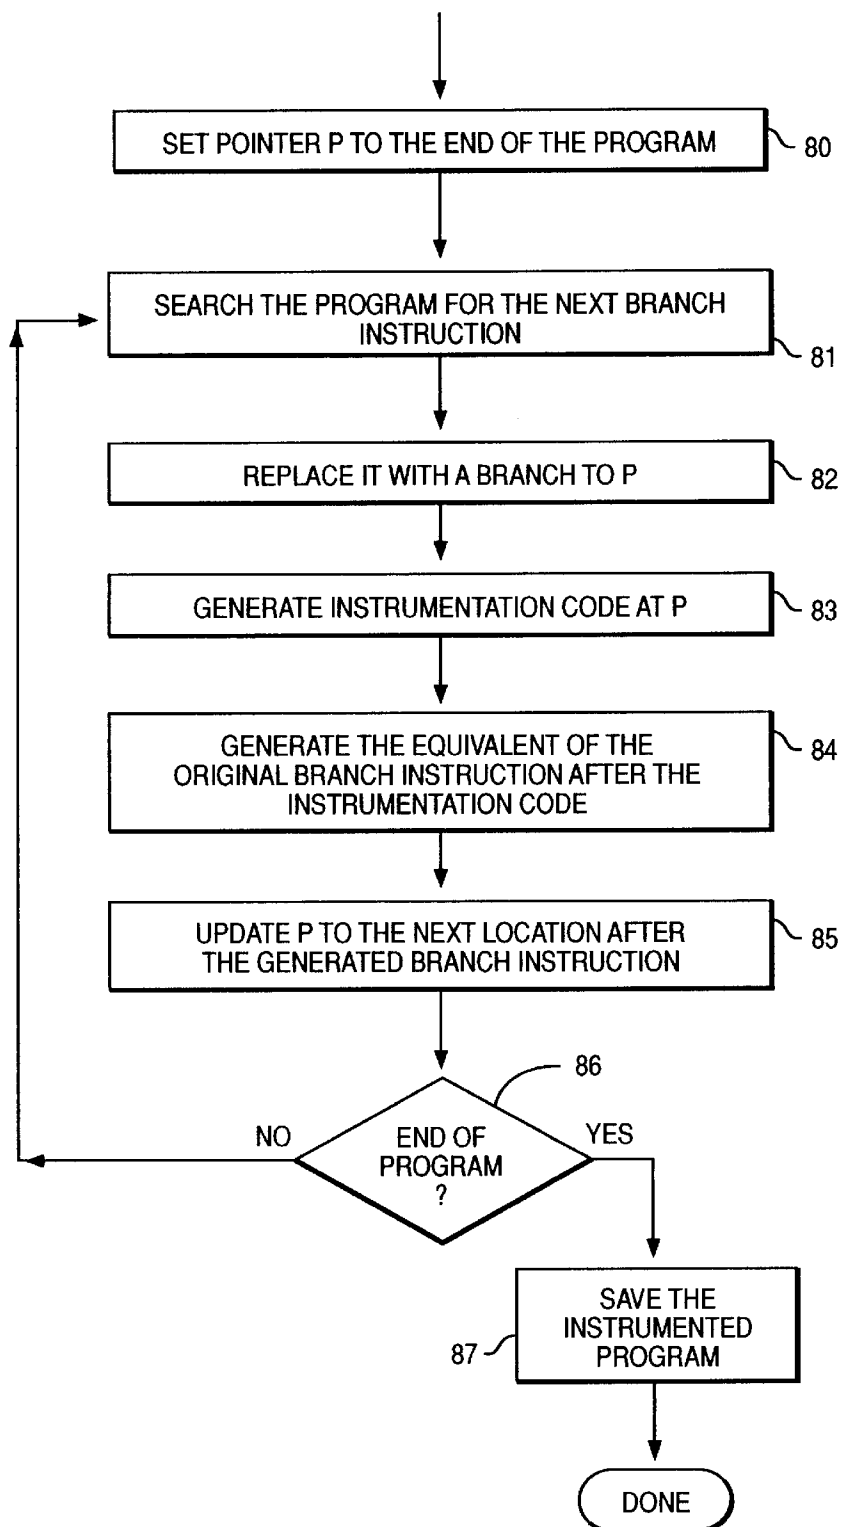 SET POINTER P TO THE END OF THE PROGRAM
80
SEARCH THE PROGRAM FOR THE NEXT BRANCH
INSTRUCTION
81
REPLACE IT WITH A BRANCH TO P
82
GENERATE INSTRUMENTATION CODE AT P
83
GENERATE THE EQUIVALENT OF THE
ORIGINAL BRANCH INSTRUCTION AFTER THE
INSTRUMENTATION CODE
84
UPDATE P TO THE NEXT LOCATION AFTER
THE GENERATED BRANCH INSTRUCTION
85
86
NO
END OF
PROGRAM
?
YES
SAVE THE
INSTRUMENTED
PROGRAM
87
DONE